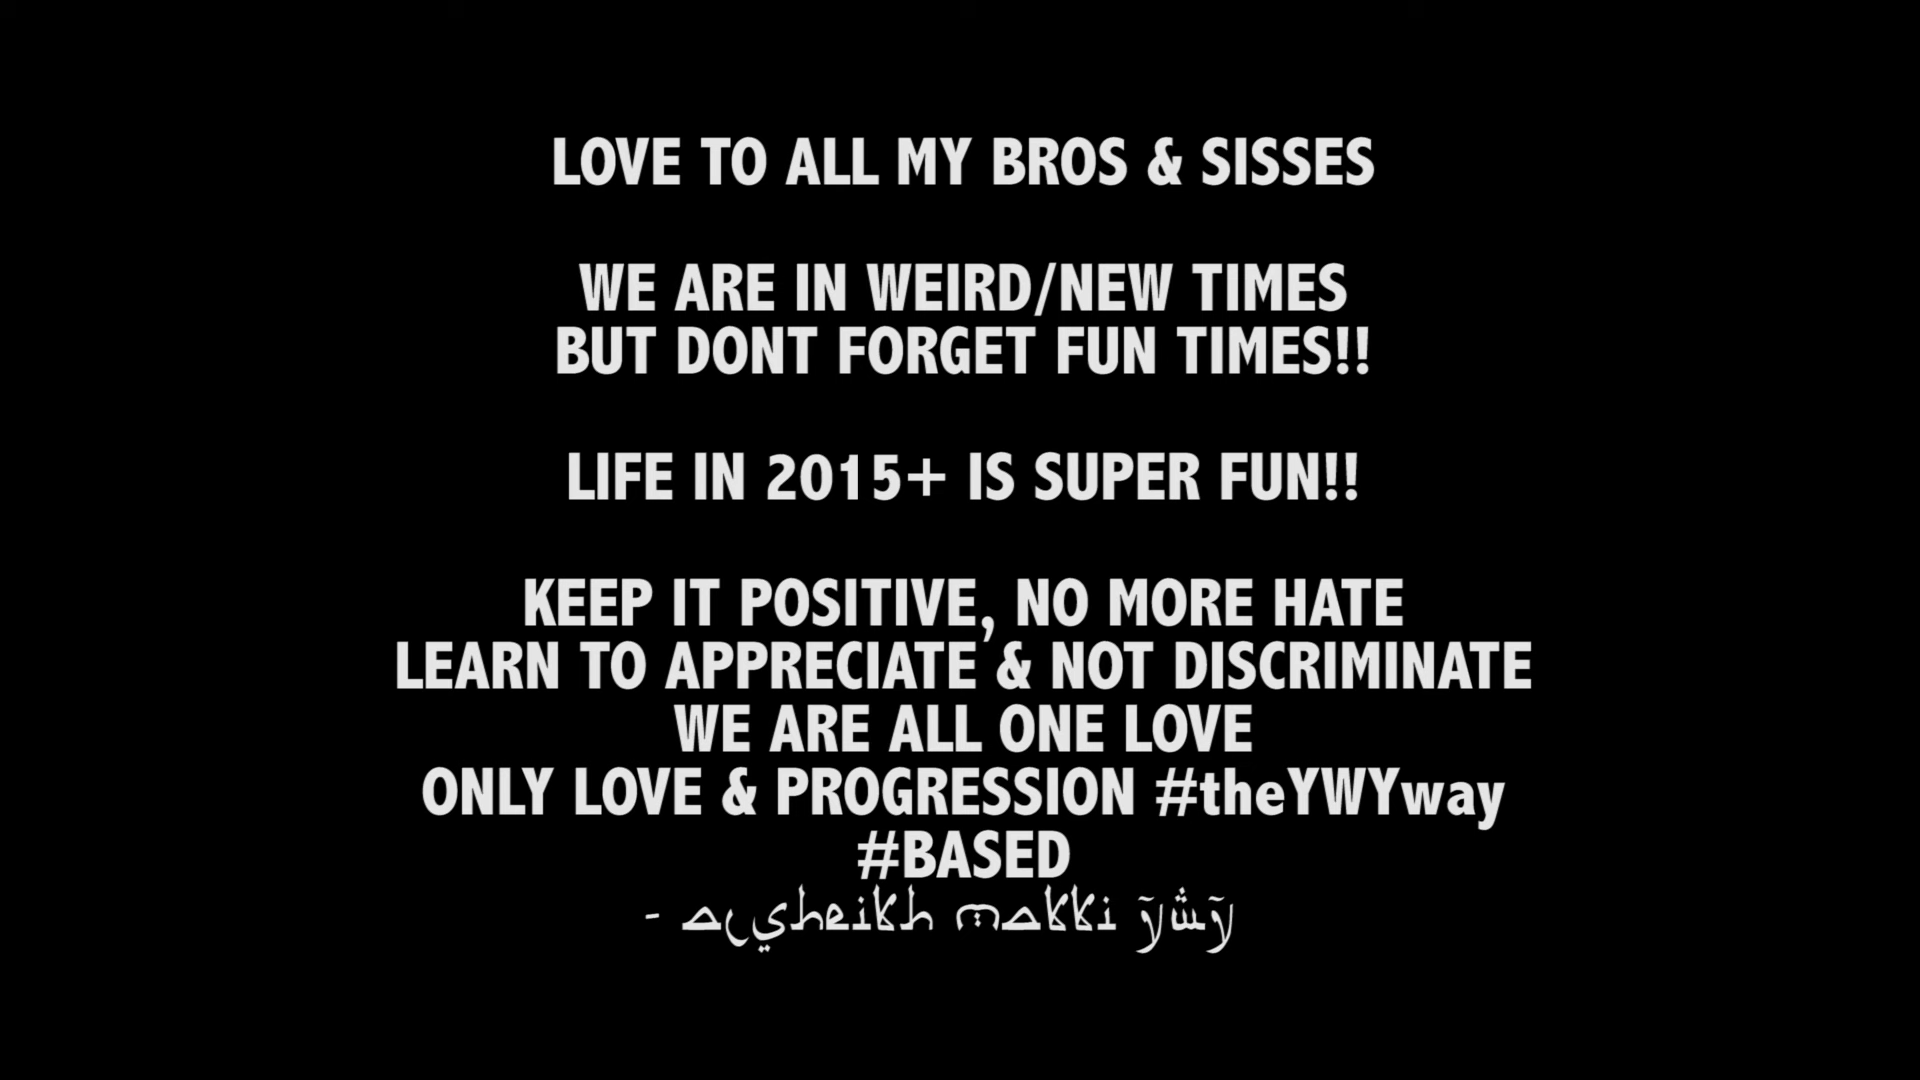 LOVE TO ALL MY BROS & SISSES
WE ARE IN WEIRD/NEW TIMES
BUT DONT FORGET FUN TIMES!!
LIFE IN 2015+ IS SUPER FUN!!
KEEP IT POSITIVE, NO MORE HATE
LEARN TO APPRECIATE & NOT DISCRIMINATE
WE ARE ALL ONE LOVE
ONLY LOVE & PROGRESSION #theYWYway
#BASED
- alsheikh makki ywy